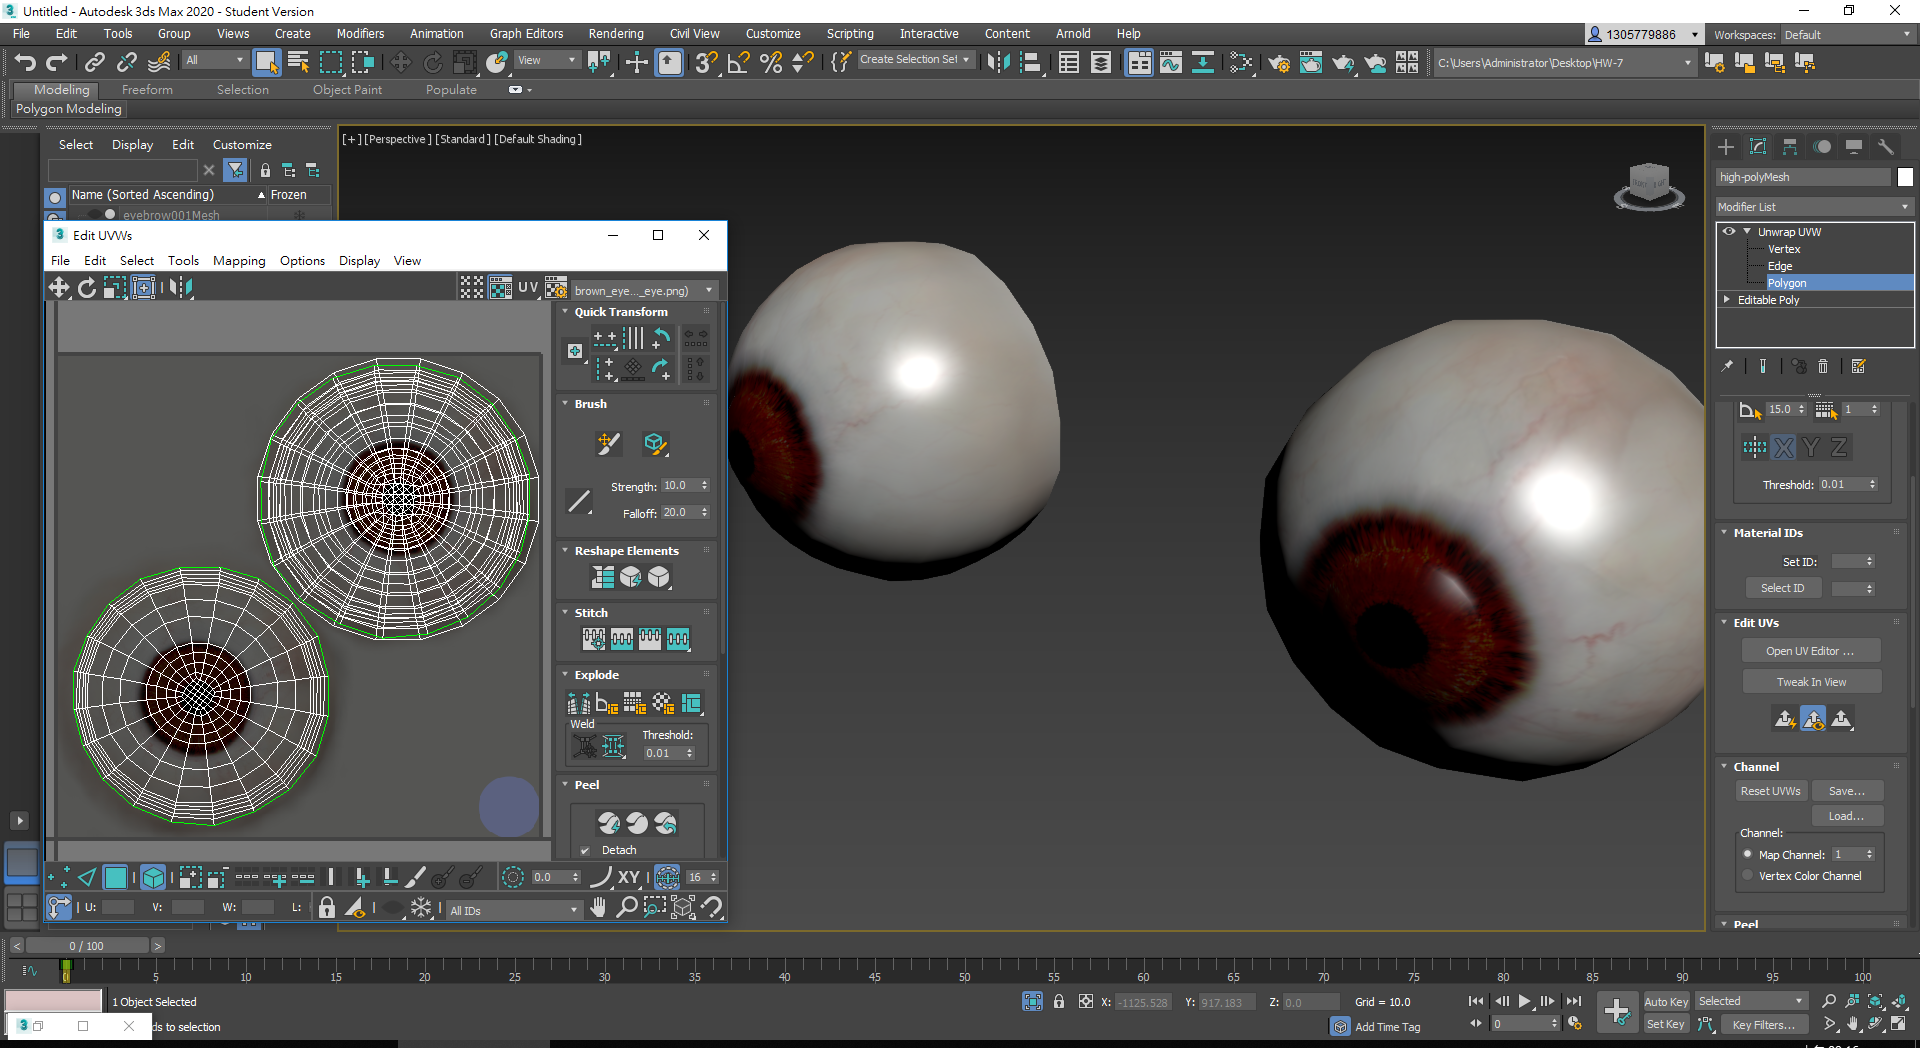 Untitled - Autodesk 3ds Max 2020 - Student Version
File Edit Tools Group Views Create Modifiers Animation Graph Editors Rendering Civil View Customize Scripting Interactive Content Arnold Help
1305779886 Workspaces: Default
All View Create Selection Set C:\Users\Administrator\Desktop\HW-7
Modeling Freeform Selection Object Paint Populate
Polygon Modeling
Select Display Edit Customize
Name (Sorted Ascending) Frozen
eyebrow001Mesh
[+] [Perspective] [Standard] [Default Shading]
Edit UVWs
File Edit Select Tools Mapping Options Display View
UV brown_eye..._eye.png)
Quick Transform
Brush
Strength: 10.0
Falloff: 20.0
Reshape Elements
Stitch
Explode
Weld
Threshold:
0.01
Peel
Detach
0.0 XY 16
U: V: W: L: All IDs
high-polyMesh
Modifier List
Unwrap UVW
Vertex
Edge
Polygon
Editable Poly
15.0 1
X Y Z
Threshold: 0.01
Material IDs
Set ID:
Select ID
Edit UVs
Open UV Editor ...
Tweak In View
Channel
Reset UVWs Save...
Load...
Channel:
Map Channel: 1
Vertex Color Channel
Peel
0 / 100
0 5 10 15 20 25 30 35 40 45 50 55 60 65 70 75 80 85 90 95 100
1 Object Selected
ds to selection
X: -1125.528 Y: 917.183 Z: 0.0 Grid = 10.0
Add Time Tag
0
Auto Key Selected
Set Key Key Filters...